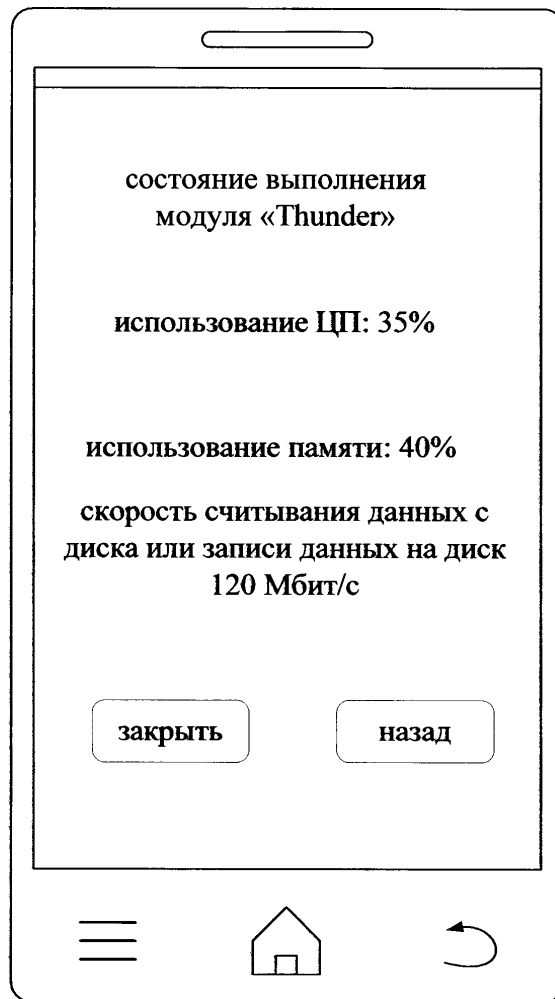 состояние выполнения
модуля «Thunder»
использование ЦП: 35%
использование памяти: 40%
скорость считывания данных с
диска или записи данных на диск
120 Мбит/с
закрыть
назад